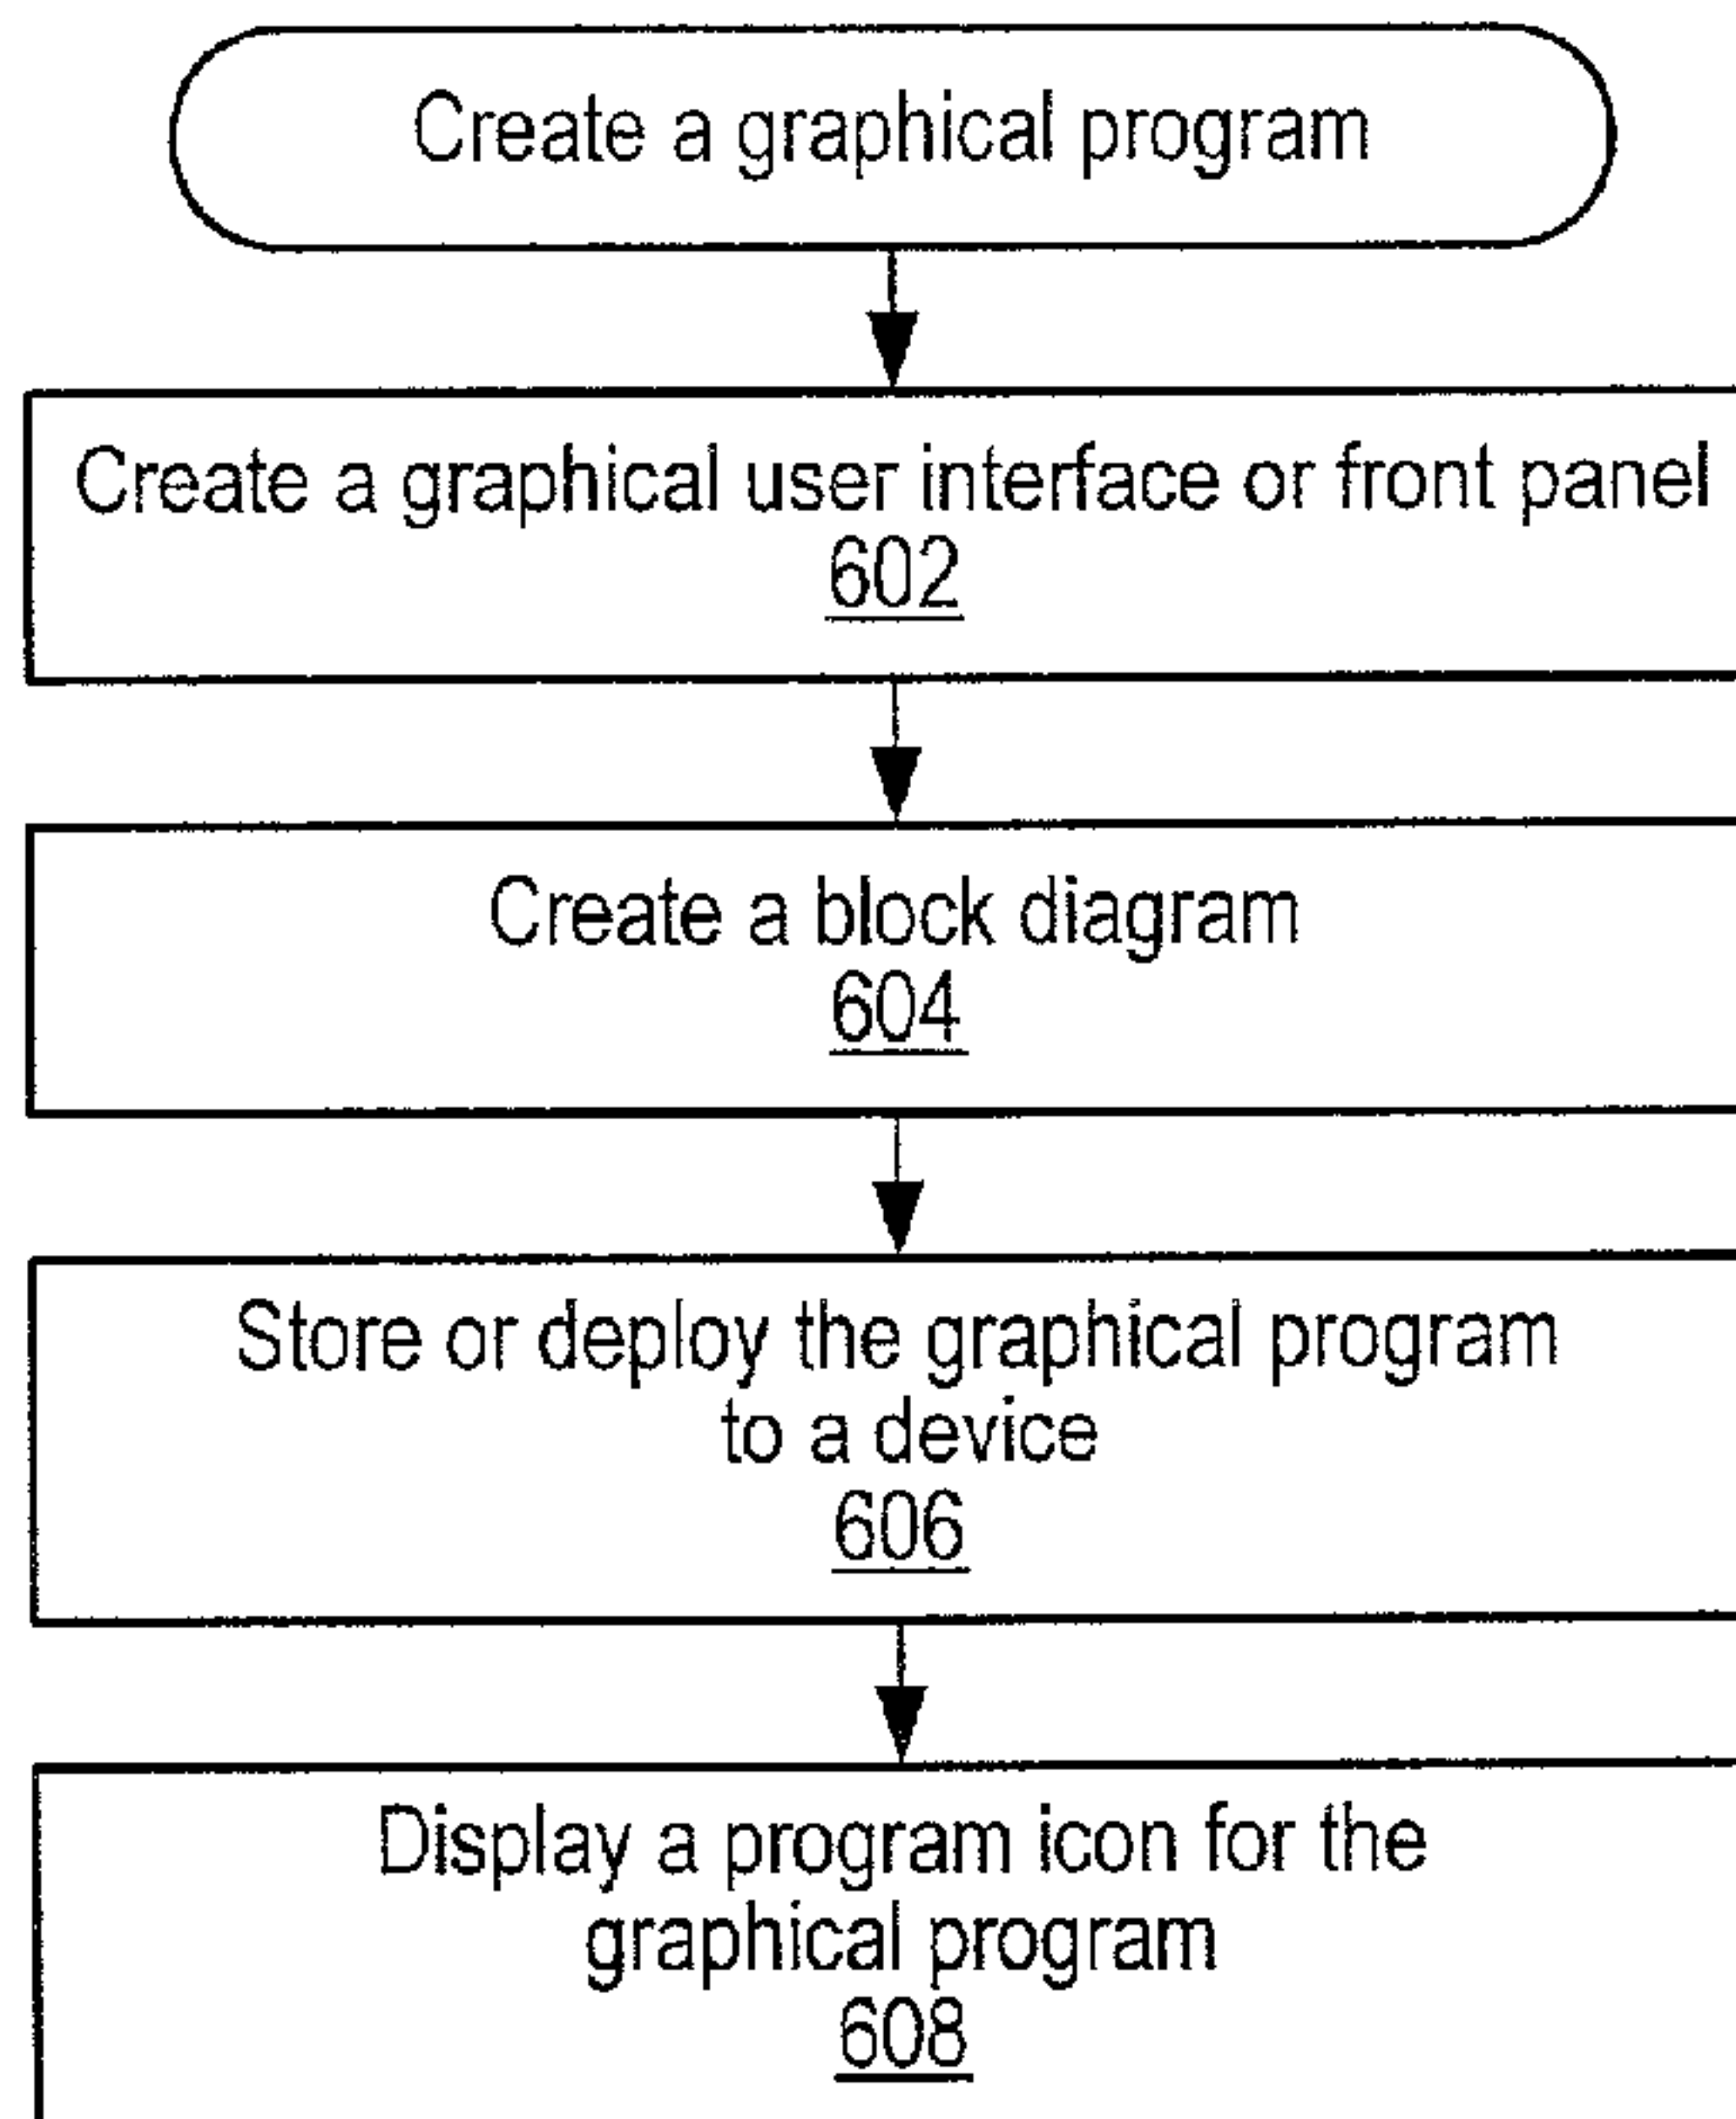 Create a graphical program
Create a graphical user interface or front panel
602
Create a block diagram
604
Store or deploy the graphical program
to a device
606
Display a program icon for the
graphical program
608